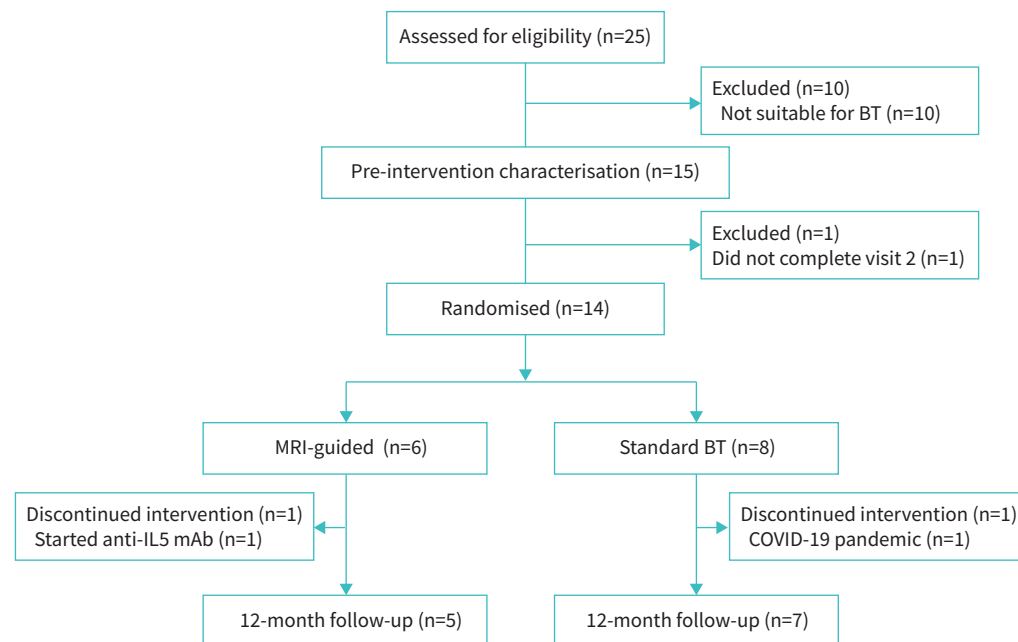 Assessed for eligibility (n=25)
Excluded (n=10)
Not suitable for BT (n=10)
Pre-intervention characterisation (n=15)
Excluded (n=1)
Did not complete visit 2 (n=1)
Randomised (n=14)
MRI-guided (n=6)
Standard BT (n=8)
Discontinued intervention (n=1)
Started anti-IL5 mAb (n=1)
Discontinued intervention (n=1)
COVID-19 pandemic (n=1)
12-month follow-up (n=5)
12-month follow-up (n=7)